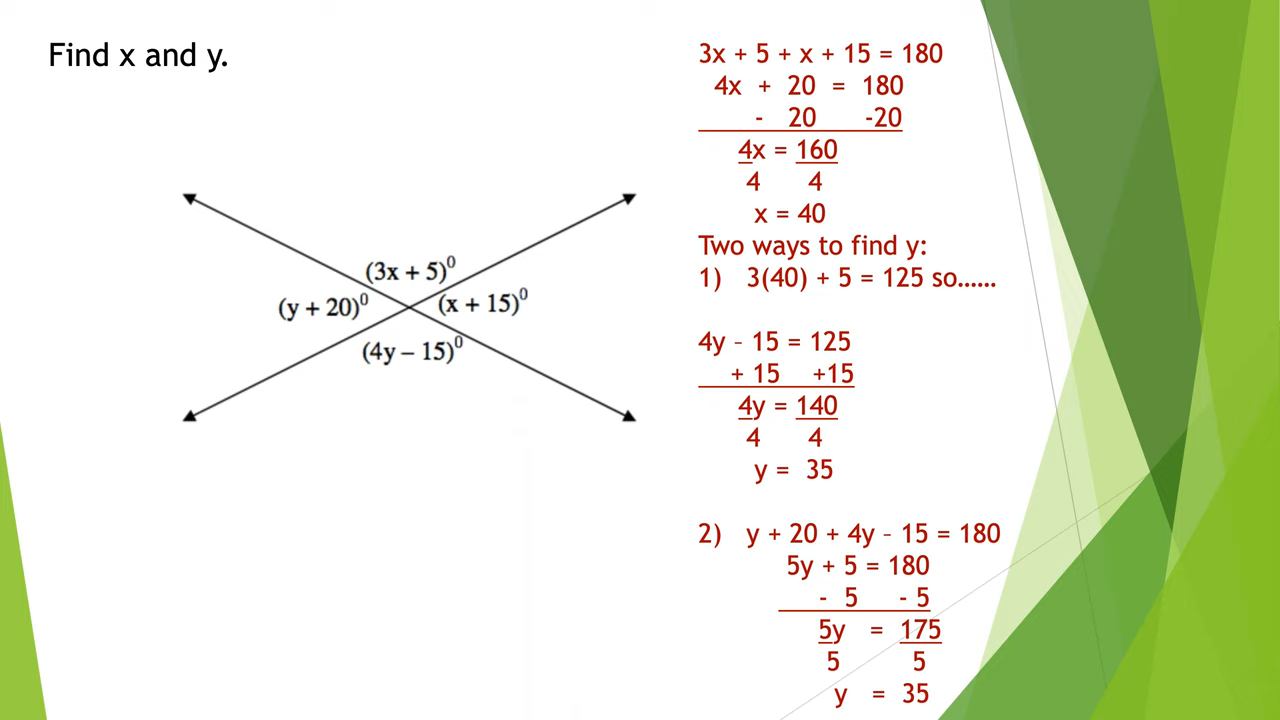 Find x and y.
(3x + 5)⁰
(y + 20)⁰
(x + 15)⁰
(4y – 15)⁰
3x + 5 + x + 15 = 180
4x + 20 = 180
- 20 -20
4x = 160
4 4
x = 40
Two ways to find y:
1) 3(40) + 5 = 125 so......
4y – 15 = 125
+ 15 +15
4y = 140
4 4
y = 35
2) y + 20 + 4y – 15 = 180
5y + 5 = 180
- 5 - 5
5y = 175
5 5
y = 35